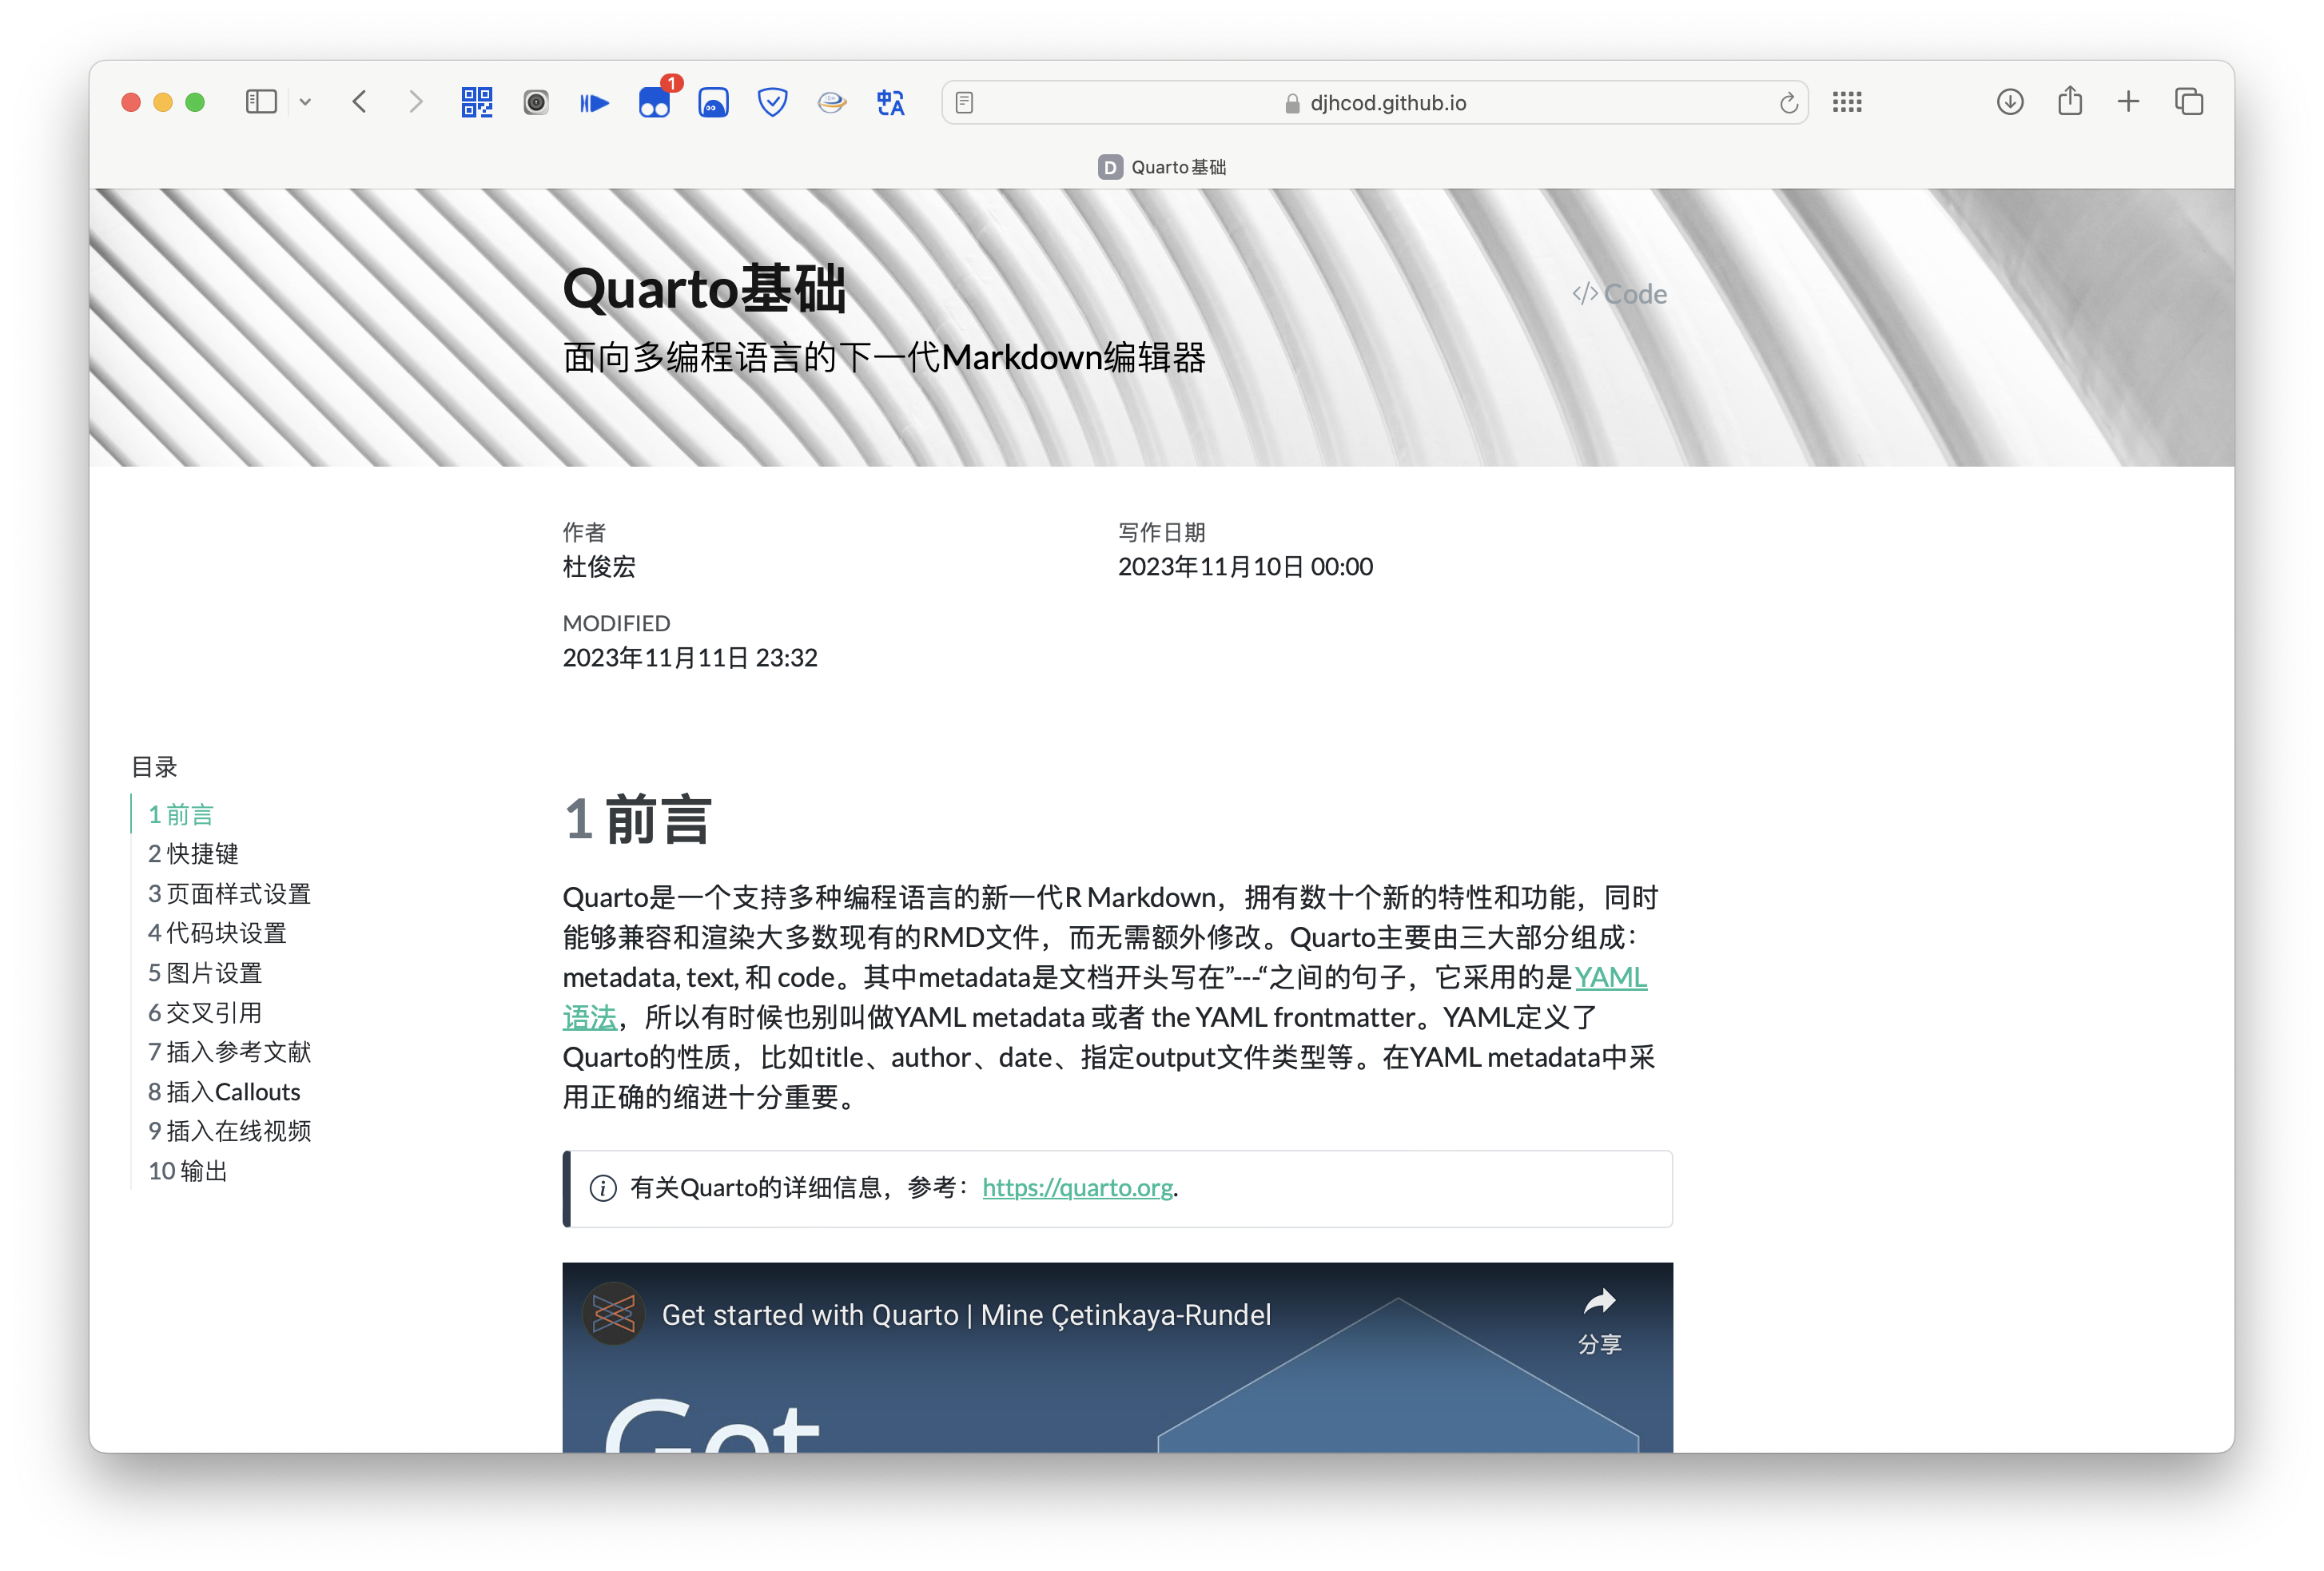 1
djhcod.github.io
D Quarto基础
Quarto基础
</> Code
面向多编程语言的下一代Markdown编辑器
作者
杜俊宏
写作日期
2023年11月10日 00:00
MODIFIED
2023年11月11日 23:32
目录
1 前言
2 快捷键
3 页面样式设置
4 代码块设置
5 图片设置
6 交叉引用
7 插入参考文献
8 插入Callouts
9 插入在线视频
10 输出
1 前言
Quarto是一个支持多种编程语言的新一代R Markdown，拥有数十个新的特性和功能，同时
能够兼容和渲染大多数现有的RMD文件，而无需额外修改。Quarto主要由三大部分组成：
metadata, text, 和 code。其中metadata是文档开头写在”---“之间的句子，它采用的是YAML
语法，所以有时候也别叫做YAML metadata 或者 the YAML frontmatter。YAML定义了
Quarto的性质，比如title、author、date、指定output文件类型等。在YAML metadata中采
用正确的缩进十分重要。
有关Quarto的详细信息，参考：https://quarto.org.
Get started with Quarto | Mine Çetinkaya-Rundel
分享
Get